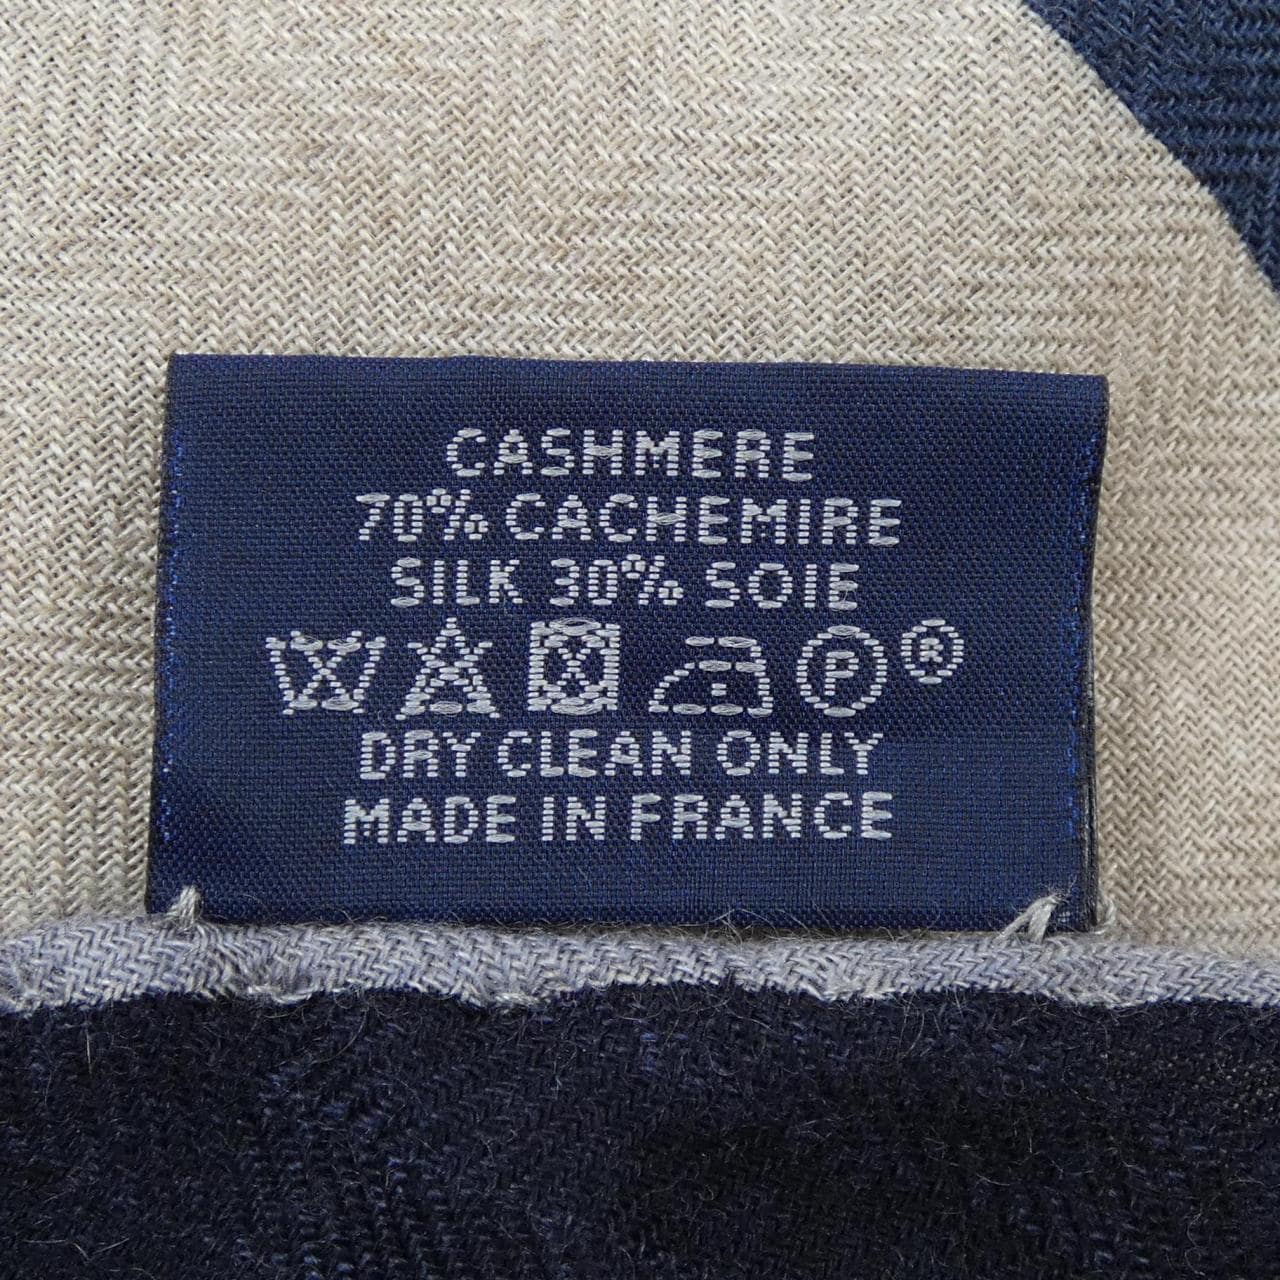 CASHMERE
70% CACHEMIRE
SILK 30% SOIE
P ®
DRY CLEAN ONLY
MADE IN FRANCE